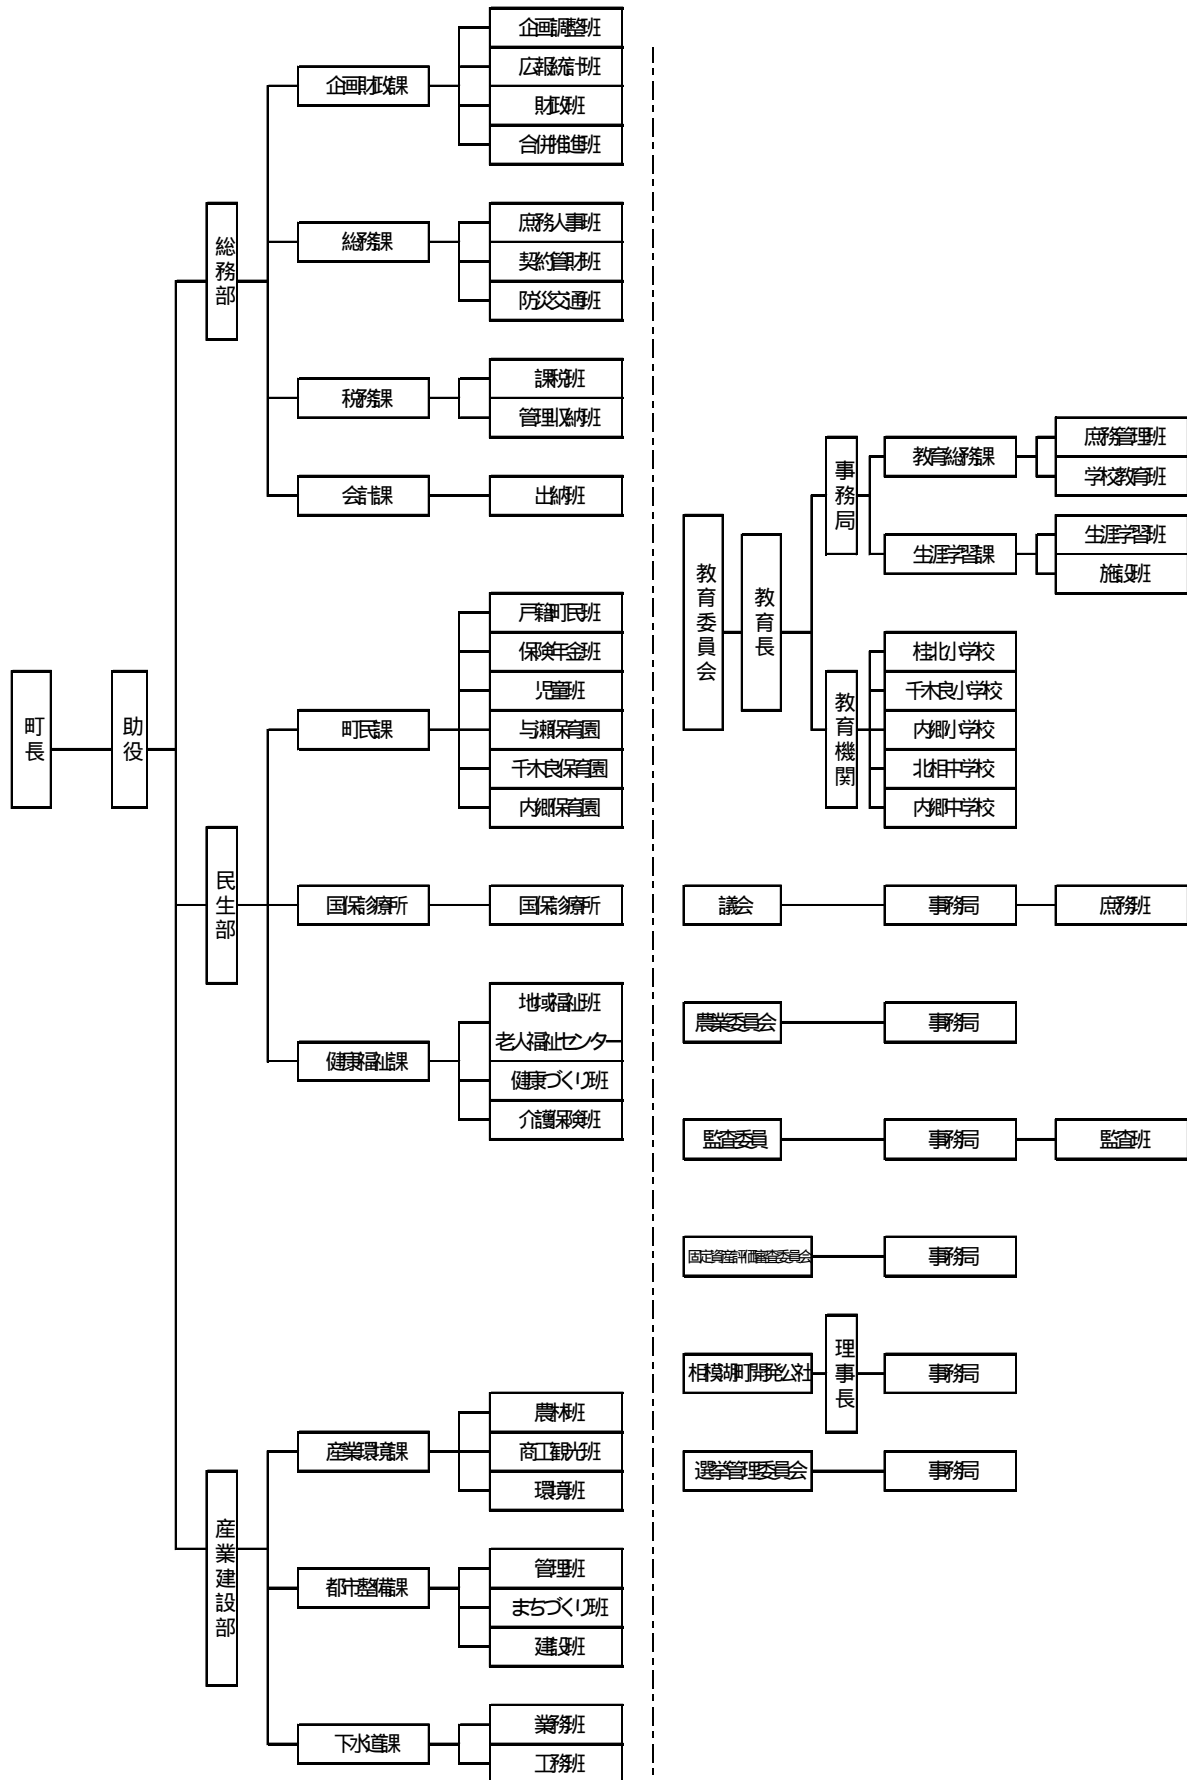 町長
助役
総務部
企画財政課
企画調整班
広報統計班
財政班
合併推進班
総務課
庶務人事班
契約管財班
防災交通班
税務課
課税班
管理収納班
会計課
出納班
民生部
町民課
戸籍町民班
保険年金班
児童班
与瀬保育園
千木良保育園
内郷保育園
国保診療所
国保診療所
健康福祉課
地域福祉班
老人福祉センター
健康づくり班
介護保険班
産業建設部
産業環境課
農林班
商工観光班
環境班
都市整備課
管理班
まちづくり班
建設班
下水道課
業務班
工務班
教育委員会
教育長
事務局
教育総務課
庶務管理班
学校教育班
生涯学習課
生涯学習班
施設班
教育機関
桂北小学校
千木良小学校
内郷小学校
北相中学校
内郷中学校
議会
事務局
庶務班
農業委員会
事務局
監査委員
事務局
監査班
固定資産評価審査委員会
事務局
相模湖町開発公社
理事長
事務局
選挙管理委員会
事務局